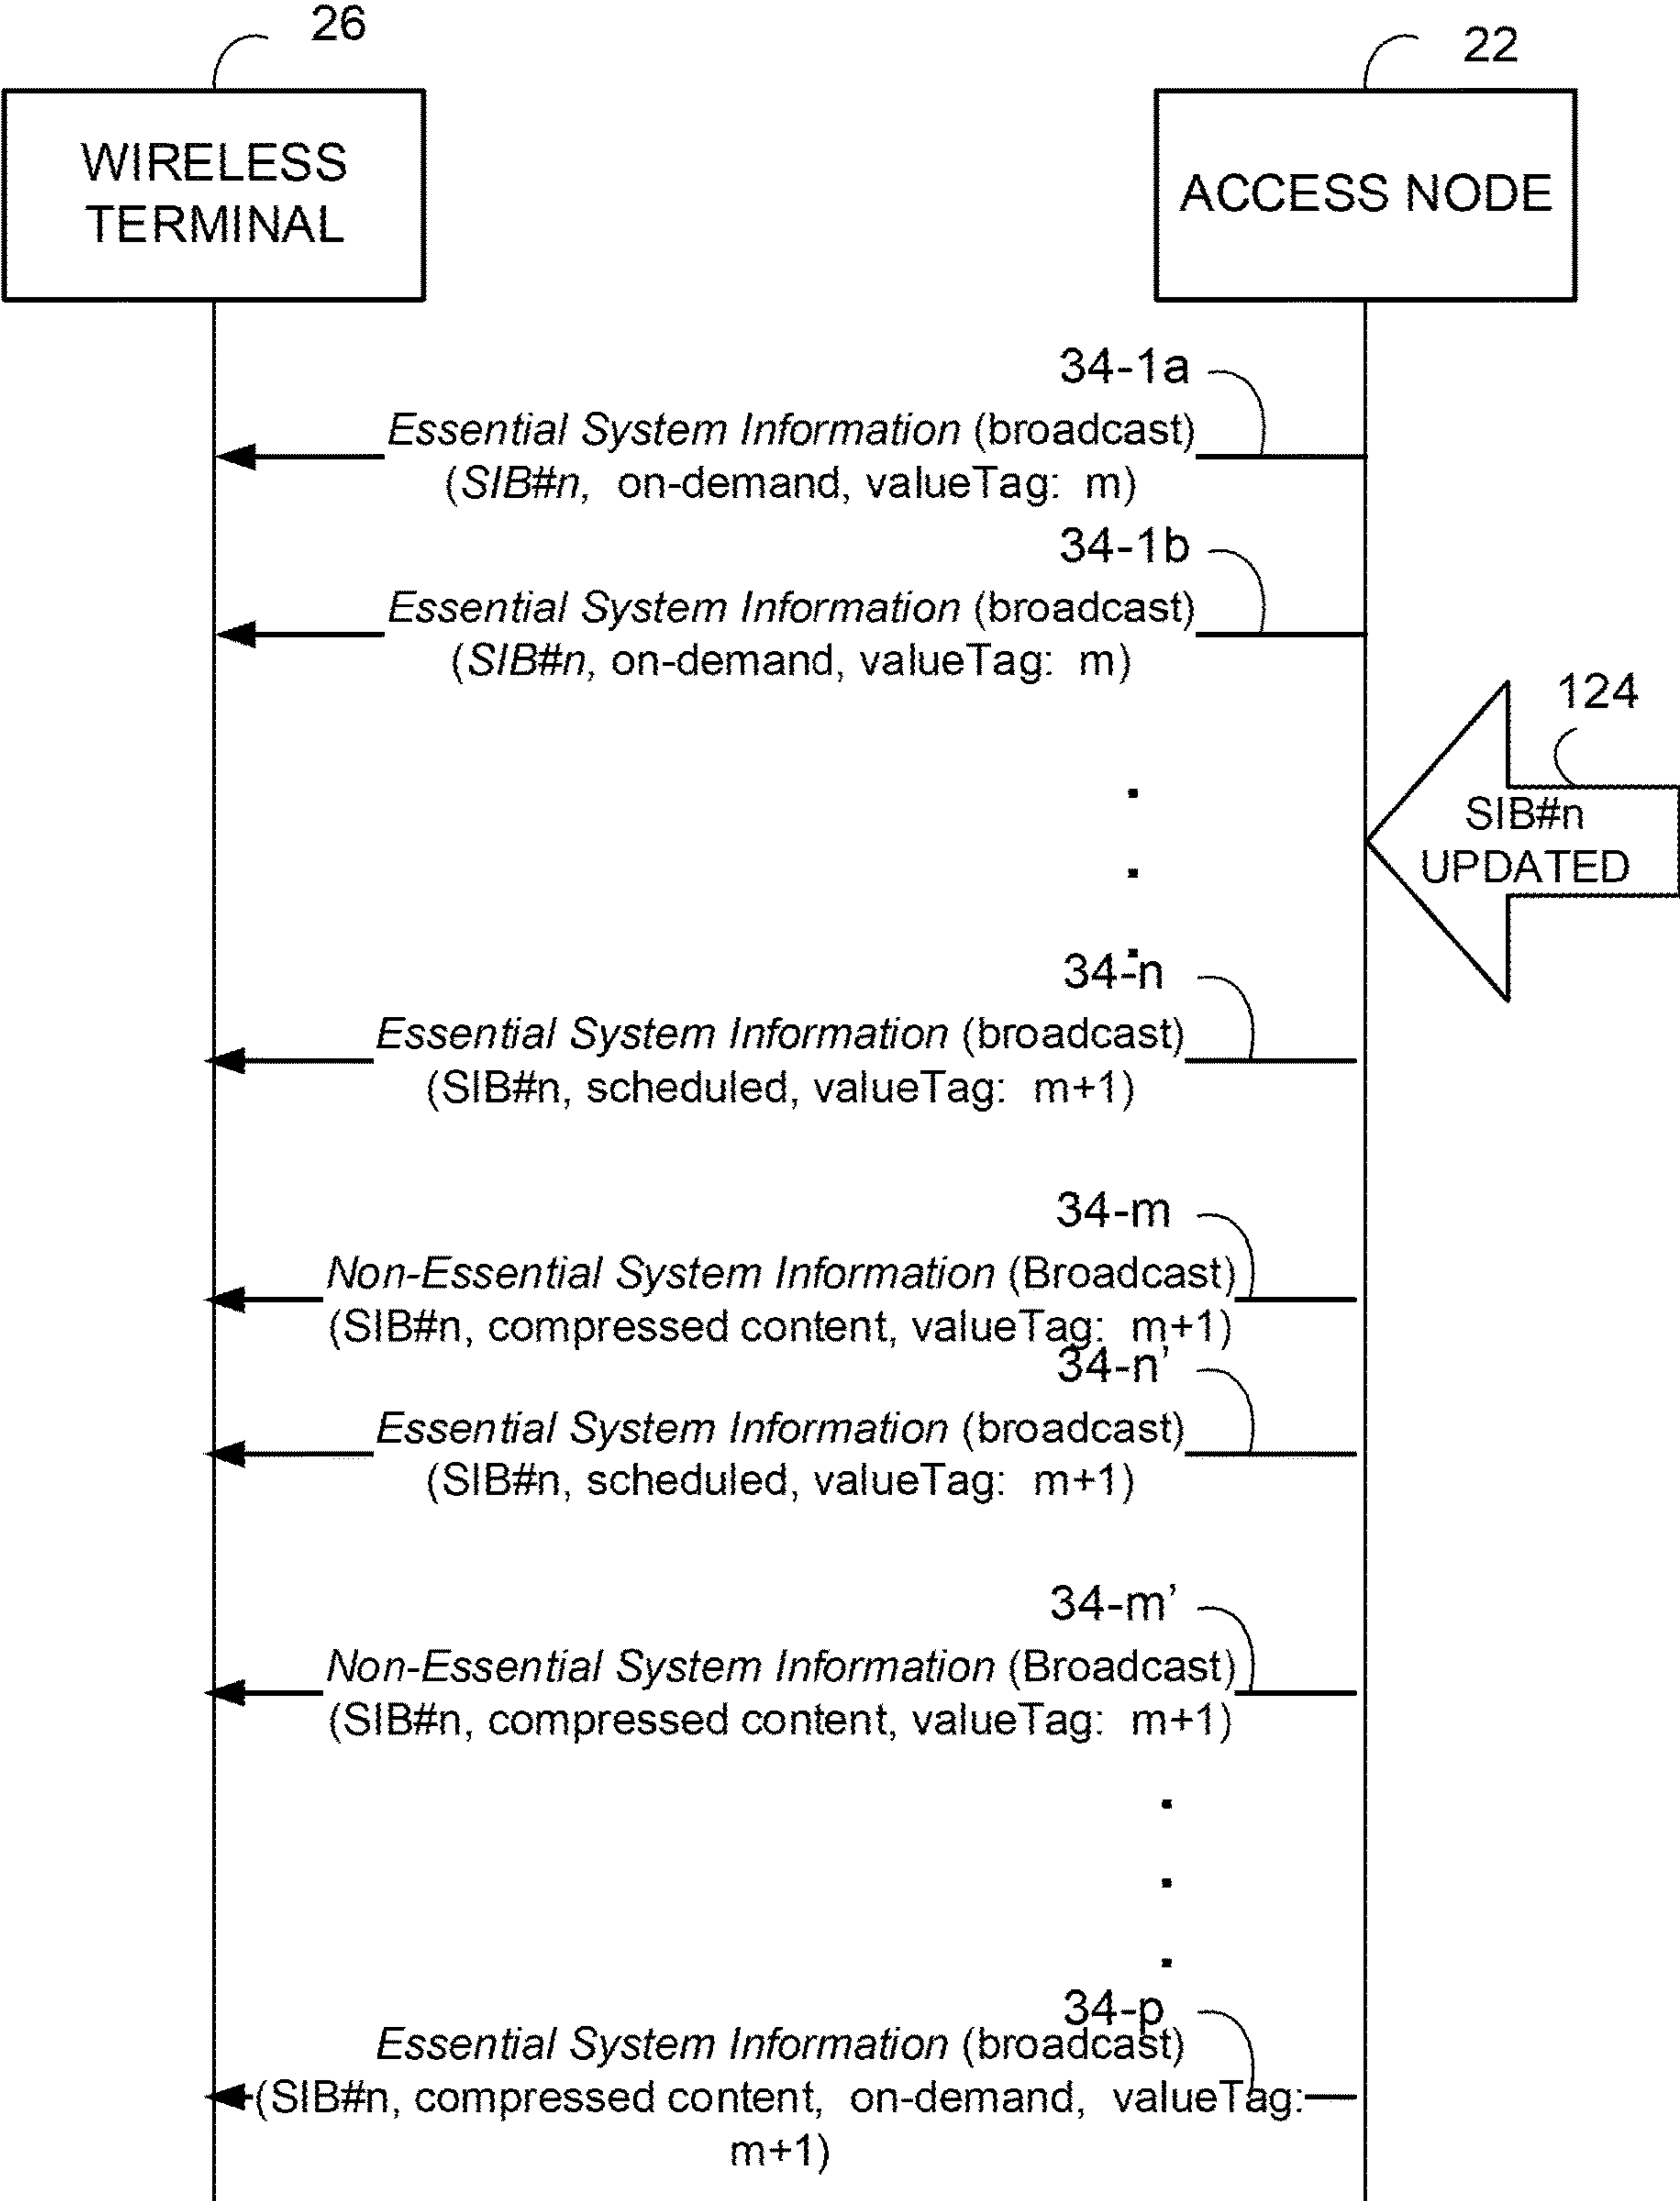 26
22
WIRELESS
TERMINAL
ACCESS NODE
34-1a
Essential System Information (broadcast)
(SIB#n, on-demand, valueTag: m)
34-1b
Essential System Information (broadcast)
(SIB#n, on-demand, valueTag: m)
124
SIB#n
UPDATED
34-n
Essential System Information (broadcast)
(SIB#n, scheduled, valueTag: m+1)
34-m
Non-Essential System Information (Broadcast)
(SIB#n, compressed content, valueTag: m+1)
34-n’
Essential System Information (broadcast)
(SIB#n, scheduled, valueTag: m+1)
34-m’
Non-Essential System Information (Broadcast)
(SIB#n, compressed content, valueTag: m+1)
34-p
Essential System Information (broadcast)
(SIB#n, compressed content, on-demand, valueTag:
m+1)